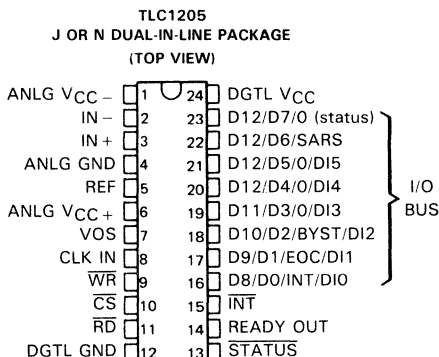 TLC1205
J OR N DUAL-IN-LINE PACKAGE
(TOP VIEW)
ANLG VCC − 1 24 DGTL VCC
IN − 2 23 D12/D7/0 (status)
IN + 3 22 D12/D6/SARS
ANLG GND 4 21 D12/D5/0/DI5
REF 5 20 D12/D4/0/DI4
ANLG VCC + 6 19 D11/D3/0/DI3
VOS 7 18 D10/D2/BYST/DI2
CLK IN 8 17 D9/D1/EOC/DI1
WR 9 16 D8/D0/INT/DI0
CS 10 15 INT
RD 11 14 READY OUT
DGTL GND 12 13 STATUS
I/O
BUS